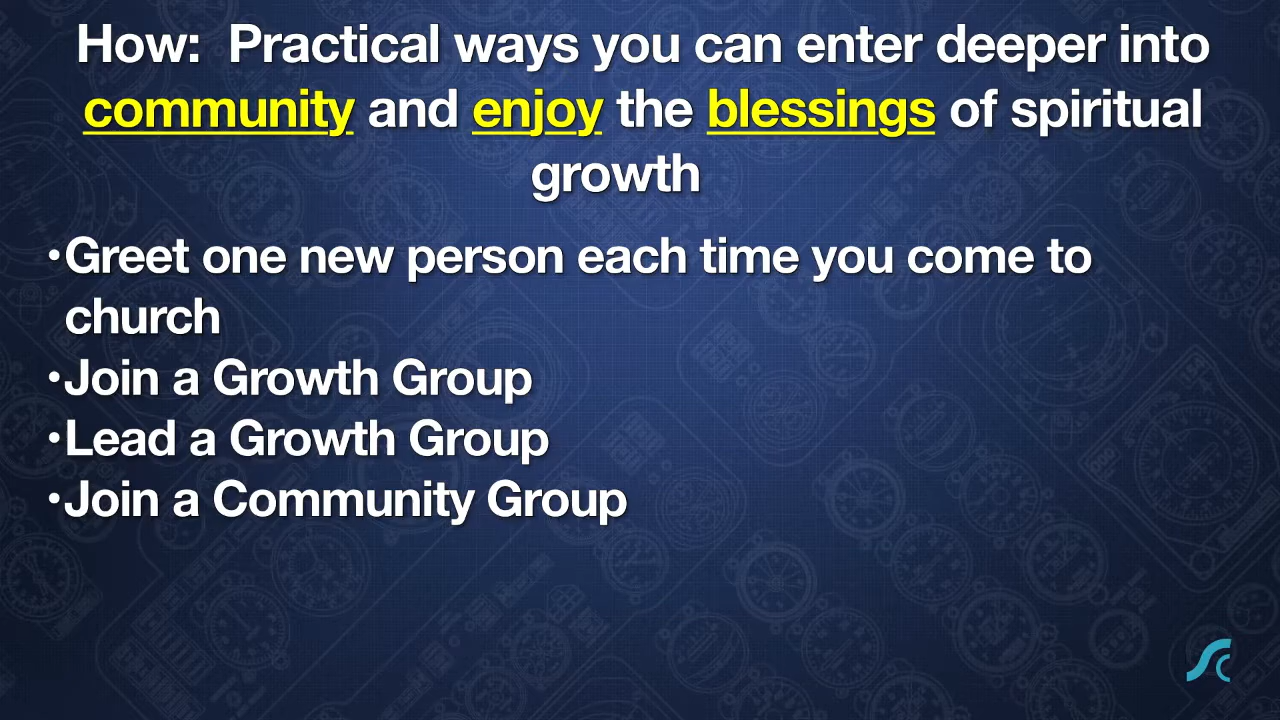 How:  Practical ways you can enter deeper into
community and enjoy the blessings of spiritual
growth
•Greet one new person each time you come to
church
•Join a Growth Group
•Lead a Growth Group
•Join a Community Group